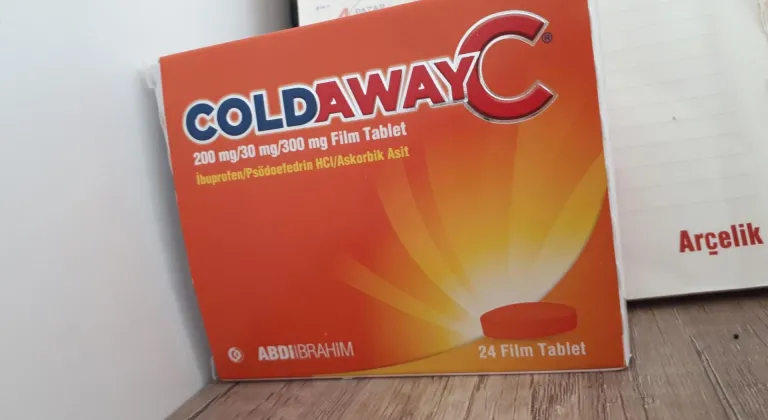 COLDAWAYC®
200 mg/30 mg/300 mg Film Tablet
İbuprofen/Psödoefedrin HCl/Askorbik Asit
ABDİİBRAHİM
24 Film Tablet
Arçelik